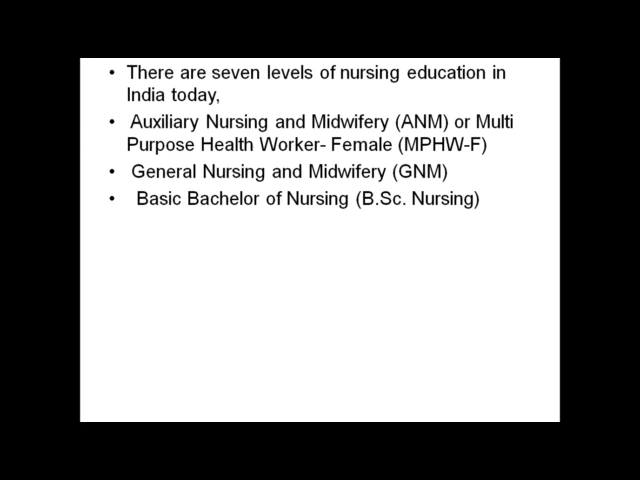 • There are seven levels of nursing education in
India today,
• Auxiliary Nursing and Midwifery (ANM) or Multi
Purpose Health Worker- Female (MPHW-F)
• General Nursing and Midwifery (GNM)
• Basic Bachelor of Nursing (B.Sc. Nursing)